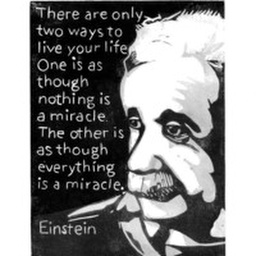 There are only
two ways to
live your life
One is as
though
nothing is
a miracle.
The other is
as though
everything
is a miracle.
Einstein